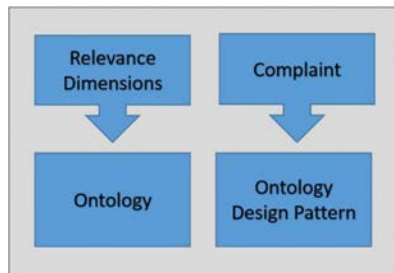 Relevance
Dimensions
Complaint
Ontology
Ontology
Design Pattern